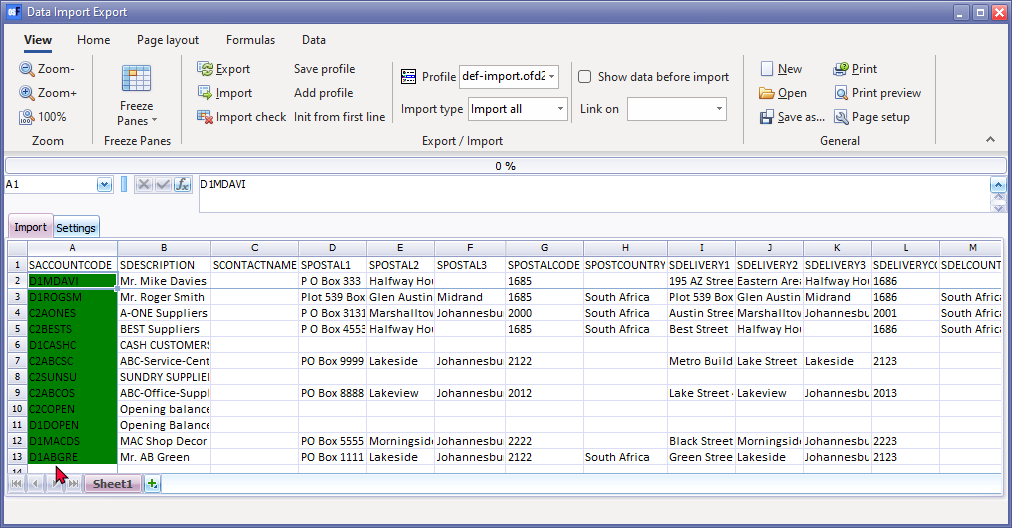 Data Import Export
View Home Page layout Formulas Data
Zoom- Export Save profile Profile def-import.ofd2 Show data before import New Print
Zoom+ Freeze Panes Import Add profile Open Print preview
100% Import check Init from first line Import type Import all Link on Save as... Page setup
Zoom Freeze Panes Export / Import General
0 %
A1 fx D1MDAVI
Import Settings
A B C D E F G H I J K L M
1 SACCOUNTCODE SDESCRIPTION SCONTACTNAME SPOSTAL1 SPOSTAL2 SPOSTAL3 SPOSTALCODE SPOSTCOUNTRY SDELIVERY1 SDELIVERY2 SDELIVERY3 SDELIVERYCO SDELCOUNT
2 D1MDAVI Mr. Mike Davies P O Box 333 Halfway Hou 1685 195 AZ Stree Eastern Area Halfway Hou 1686
3 D1ROGSM Mr. Roger Smith Plot 539 Box Glen Austin Midrand 1685 South Africa Plot 539 Box Glen Austin Midrand 1686 South Africa
4 C2AONES A-ONE Suppliers P O Box 3131 Marshalltow Johannesbu 2000 South Africa Austin Street Marshalltow Johannesbu 2001 South Africa
5 C2BESTS BEST Suppliers P O Box 4553 Halfway Hou 1685 South Africa Best Street Halfway Hou 1686 South Africa
6 D1CASHC CASH CUSTOMERS
7 C2ABCSC ABC-Service-Cent PO Box 9999 Lakeside Johannesbu 2122 Metro Build Lake Street Lakeside 2123
8 C2SUNSU SUNDRY SUPPLIE
9 C2ABCOS ABC-Office-Suppl PO Box 8888 Lakeview Johannesbu 2012 Lake Street Lakeview Johannesbu 2013
10 C2COPEN Opening balance
11 D1DOPEN Opening Balance
12 D1MACDS MAC Shop Decor PO Box 5555 Morningside Johannesbu 2222 Black Street Morningside Johannesbu 2223
13 D1ABGRE Mr. AB Green PO Box 1111 Lakeside Johannesbu 2122 South Africa Green Stree Lakeside Johannesbu 2123
14
Sheet1